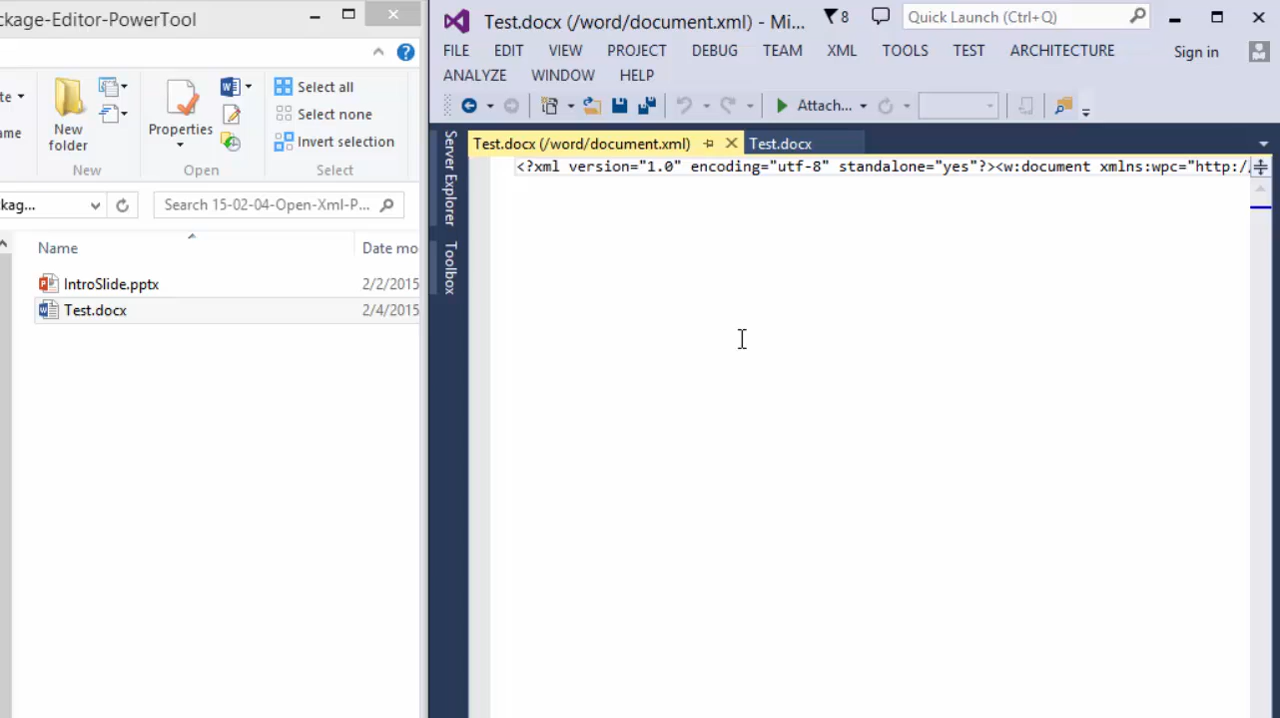 ckage-Editor-PowerTool
New folder
Properties
Select all
Select none
Invert selection
New
Open
Select
Search 15-02-04-Open-Xml-P...
Name
Date mo
IntroSlide.pptx
2/2/2015
Test.docx
2/4/2015
Test.docx (/word/document.xml) - Mi...
8
Quick Launch (Ctrl+Q)
FILE EDIT VIEW PROJECT DEBUG TEAM XML TOOLS TEST ARCHITECTURE
Sign in
ANALYZE WINDOW HELP
Attach...
Server Explorer
Toolbox
Test.docx (/word/document.xml)
Test.docx
<?xml version="1.0" encoding="utf-8" standalone="yes"?><w:document xmlns:wpc="http:/